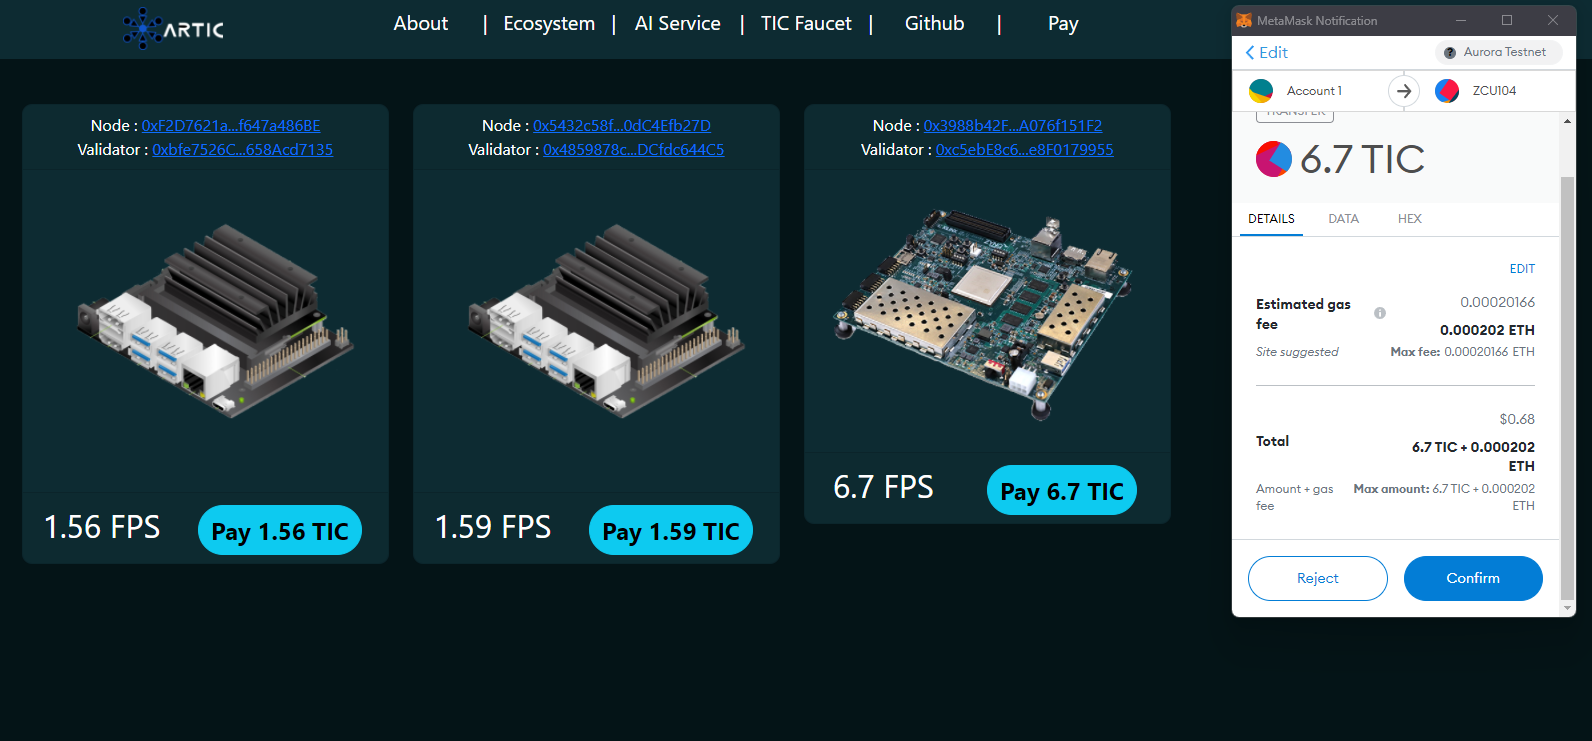 ARTIC
About | Ecosystem | AI Service | TIC Faucet | Github | Pay
Node : 0xF2D7621a...f647a486BE
Validator : 0xbfe7526C...658Acd7135
1.56 FPS
Pay 1.56 TIC
Node : 0x5432c58f...0dC4Efb27D
Validator : 0x4859878c...DCfdc644C5
1.59 FPS
Pay 1.59 TIC
Node : 0x3988b42F...A076f151F2
Validator : 0xc5ebE8c6...e8F0179955
6.7 FPS
Pay 6.7 TIC
MetaMask Notification
Edit
Aurora Testnet
Account 1
ZCU104
TRANSFER
6.7 TIC
DETAILS DATA HEX
EDIT
Estimated gas
fee
0.00020166
0.000202 ETH
Site suggested
Max fee: 0.00020166 ETH
$0.68
Total
6.7 TIC + 0.000202
ETH
Amount + gas
fee
Max amount: 6.7 TIC + 0.000202
ETH
Reject
Confirm